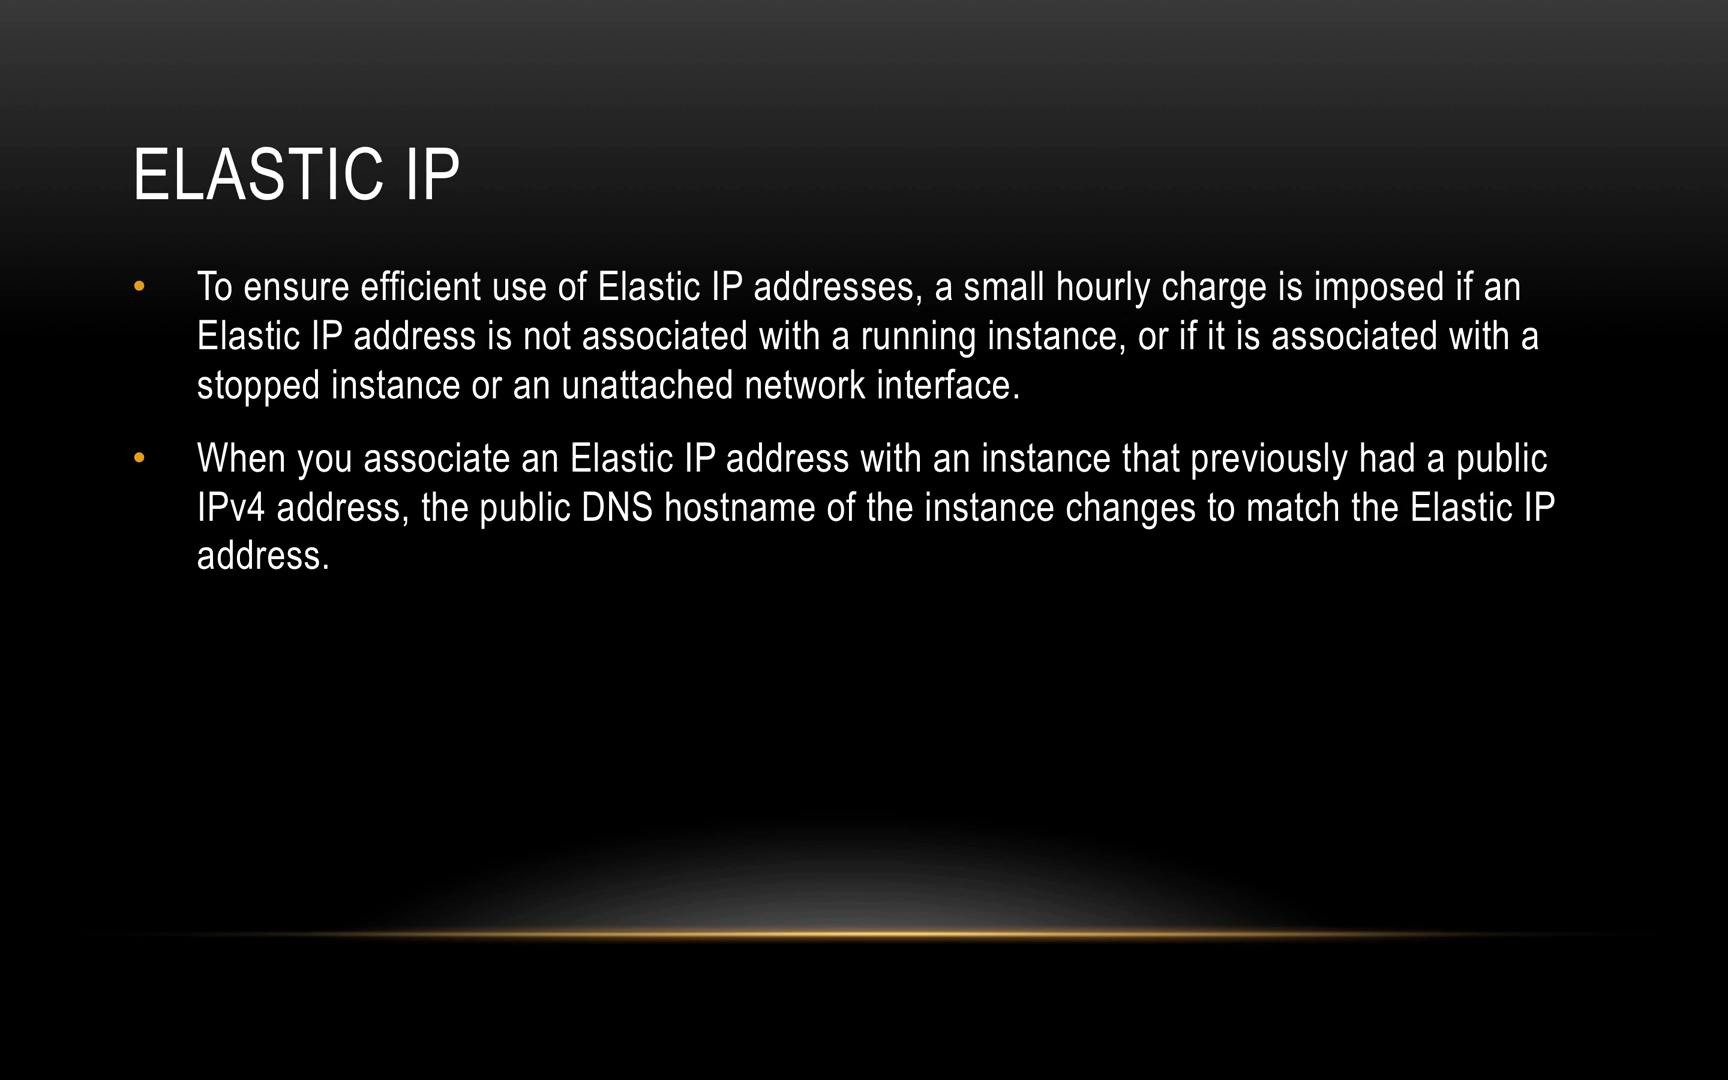 ELASTIC IP
• To ensure efficient use of Elastic IP addresses, a small hourly charge is imposed if an
Elastic IP address is not associated with a running instance, or if it is associated with a
stopped instance or an unattached network interface.
• When you associate an Elastic IP address with an instance that previously had a public
IPv4 address, the public DNS hostname of the instance changes to match the Elastic IP
address.